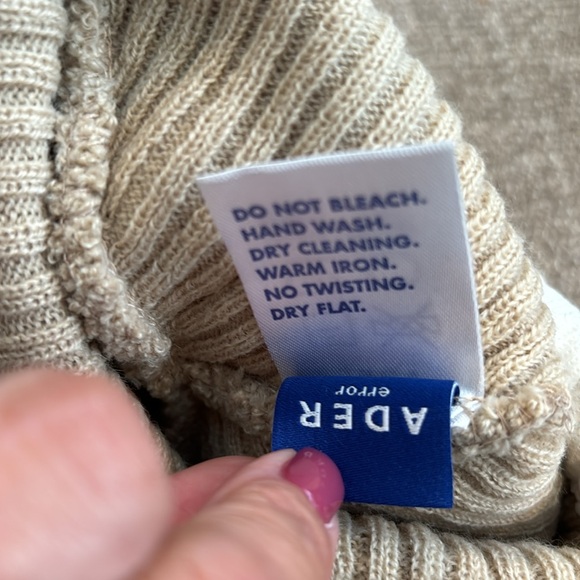 DO NOT BLEACH.
HAND WASH.
DRY CLEANING.
WARM IRON.
NO TWISTING.
DRY FLAT.
ADER
error